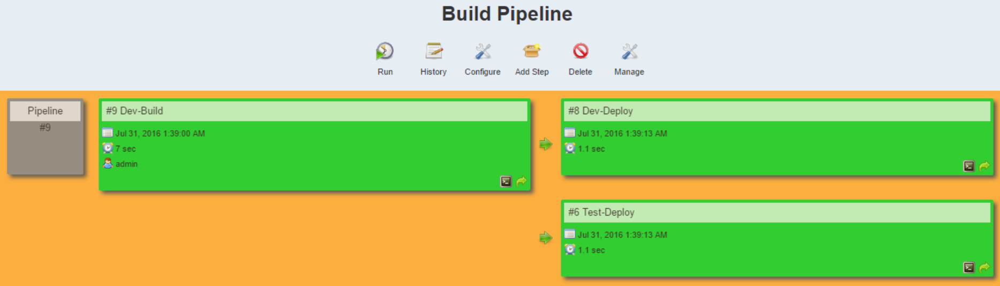 Build Pipeline
Run History Configure Add Step Delete Manage
Pipeline
#9
#9 Dev-Build
Jul 31, 2016 1:39:00 AM
7 sec
admin
#8 Dev-Deploy
Jul 31, 2016 1:39:13 AM
1.1 sec
#6 Test-Deploy
Jul 31, 2016 1:39:13 AM
1.1 sec